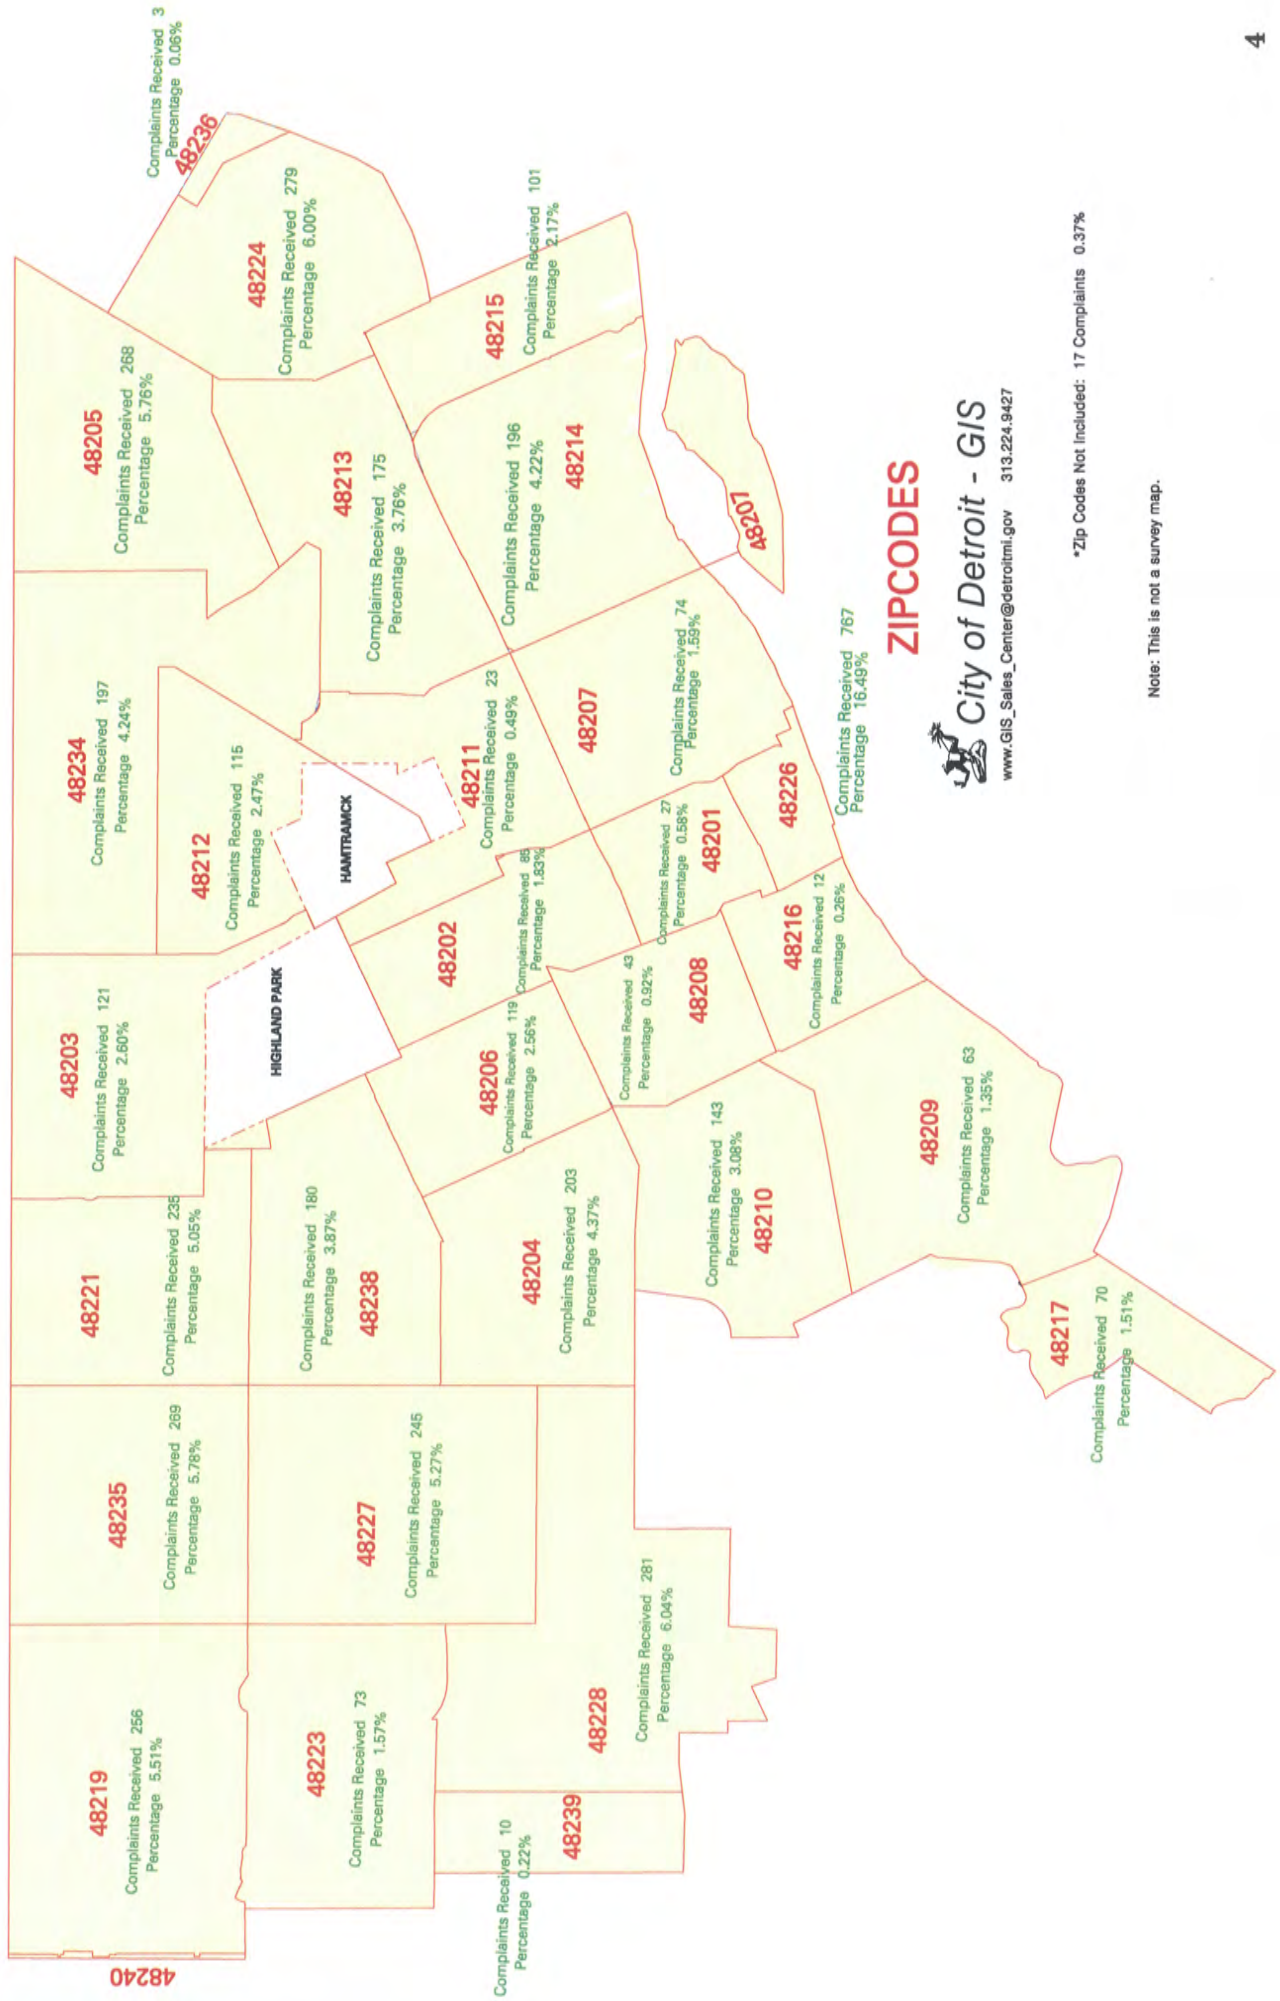 48240
48219
Complaints Received 256
Percentage 5.51%
48235
Complaints Received 269
Percentage 5.78%
48221
Complaints Received 235
Percentage 5.05%
48203
Complaints Received 121
Percentage 2.60%
48234
Complaints Received 197
Percentage 4.24%
48205
Complaints Received 268
Percentage 5.76%
Complaints Received 3
Percentage 0.06%
48236
48224
Complaints Received 279
Percentage 6.00%
48212
Complaints Received 115
Percentage 2.47%
HIGHLAND PARK
HAMTRAMCK
48213
Complaints Received 175
Percentage 3.76%
48223
Complaints Received 73
Percentage 1.57%
48227
Complaints Received 245
Percentage 5.27%
Complaints Received 180
Percentage 3.87%
48238
48206
Complaints Received 119
Percentage 2.56%
48202
Complaints Received 85
Percentage 1.83%
48211
Complaints Received 23
Percentage 0.49%
48215
Complaints Received 101
Percentage 2.17%
Complaints Received 196
Percentage 4.22%
48214
Complaints Received 10
Percentage 0.22%
48239
48228
Complaints Received 281
Percentage 6.04%
48204
Complaints Received 203
Percentage 4.37%
Complaints Received 43
Percentage 0.92%
48208
Complaints Received 27
Percentage 0.58%
48201
48207
Complaints Received 74
Percentage 1.59%
48207
Complaints Received 143
Percentage 3.08%
48210
48216
Complaints Received 12
Percentage 0.26%
48226
Complaints Received 767
Percentage 16.49%
48209
Complaints Received 63
Percentage 1.35%
48217
Complaints Received 70
Percentage 1.51%
ZIPCODES
City of Detroit - GIS
www.GIS_Sales_Center@detroitmi.gov 313.224.9427
*Zip Codes Not Included: 17 Complaints 0.37%
Note: This is not a survey map.
4